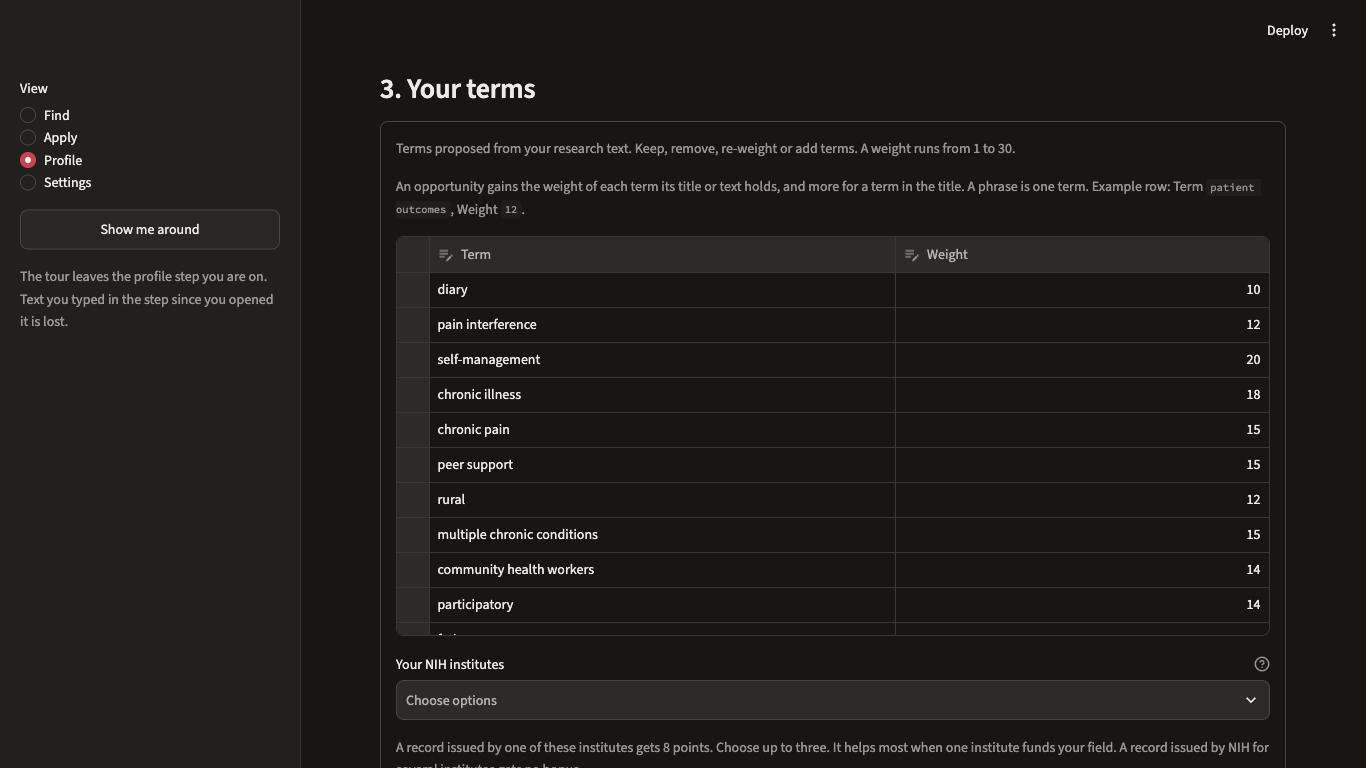 Deploy
View
Find
Apply
Profile
Settings
Show me around
The tour leaves the profile step you are on.
Text you typed in the step since you opened
it is lost.
3. Your terms
Terms proposed from your research text. Keep, remove, re-weight or add terms. A weight runs from 1 to 30.
An opportunity gains the weight of each term its title or text holds, and more for a term in the title. A phrase is one term. Example row: Term patient
outcomes, Weight 12.
Term Weight
diary 10
pain interference 12
self-management 20
chronic illness 18
chronic pain 15
peer support 15
rural 12
multiple chronic conditions 15
community health workers 14
participatory 14
Your NIH institutes
Choose options
A record issued by one of these institutes gets 8 points. Choose up to three. It helps most when one institute funds your field. A record issued by NIH for